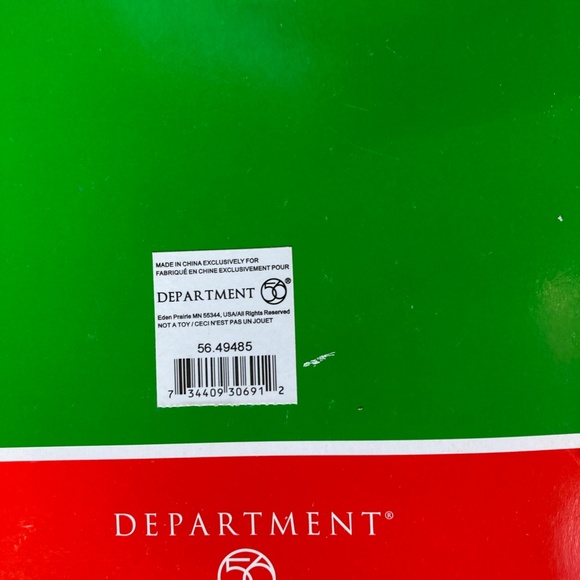 MADE IN CHINA EXCLUSIVELY FOR
FABRIQUÉ EN CHINE EXCLUSIVEMENT POUR
DEPARTMENT 56®
Eden Prairie MN 55344, USA/All Rights Reserved
NOT A TOY / CECI N'EST PAS UN JOUET
56.49485
7 34409 30691 2
DEPARTMENT®
56